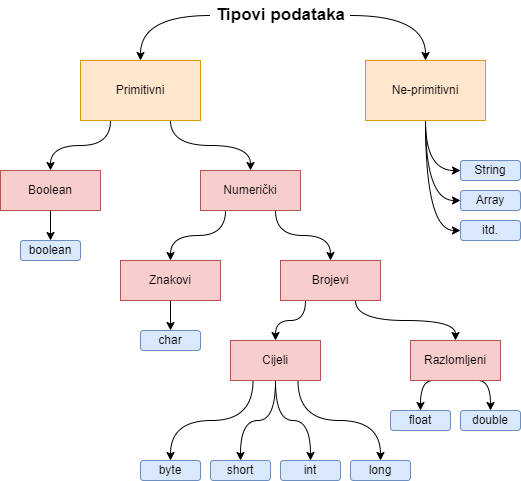 Tipovi podataka
Primitivni
Ne-primitivni
Boolean
Numerički
String
Array
itd.
boolean
Znakovi
Brojevi
char
Cijeli
Razlomljeni
float
double
byte
short
int
long